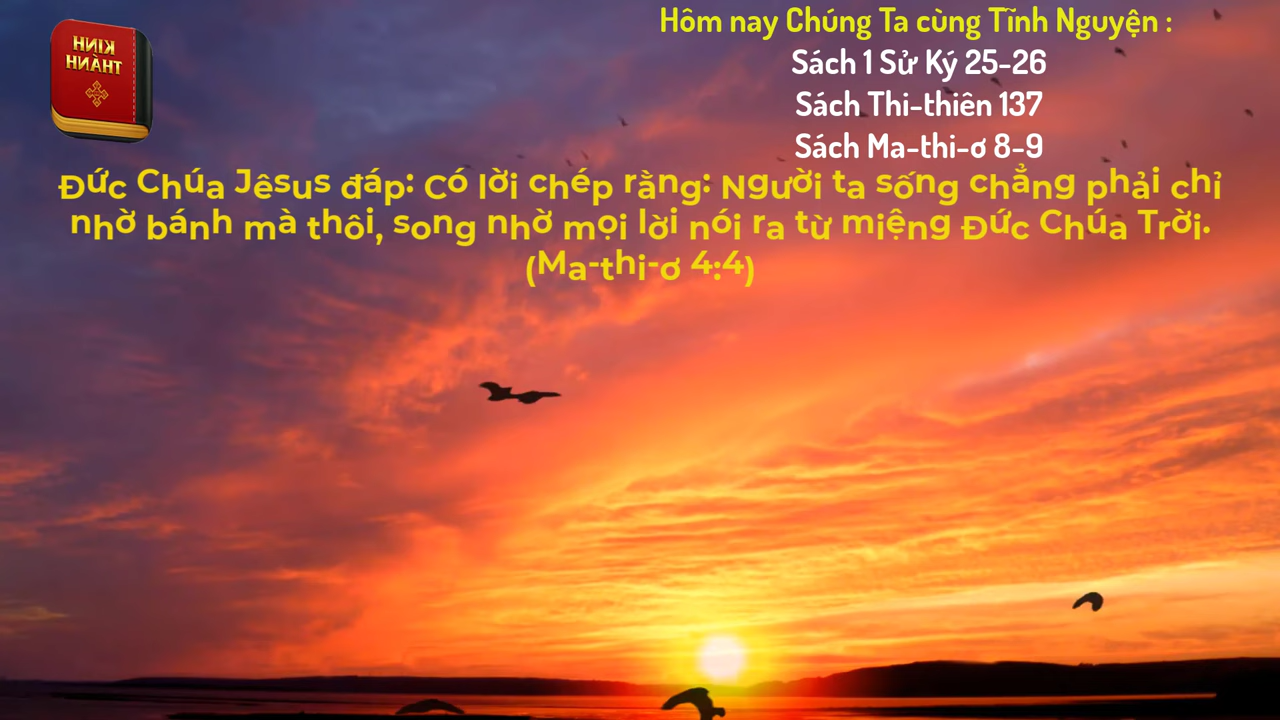 KINH
THÁNH
Hôm nay Chúng Ta cùng Tĩnh Nguyện :
Sách 1 Sử Ký 25-26
Sách Thi-thiên 137
Sách Ma-thi-ơ 8-9
Đức Chúa Jêsus đáp: Có lời chép rằng: Người ta sống chẳng phải chỉ
nhờ bánh mà thôi, song nhờ mọi lời nói ra từ miệng Đức Chúa Trời.
(Ma-thi-ơ 4:4)